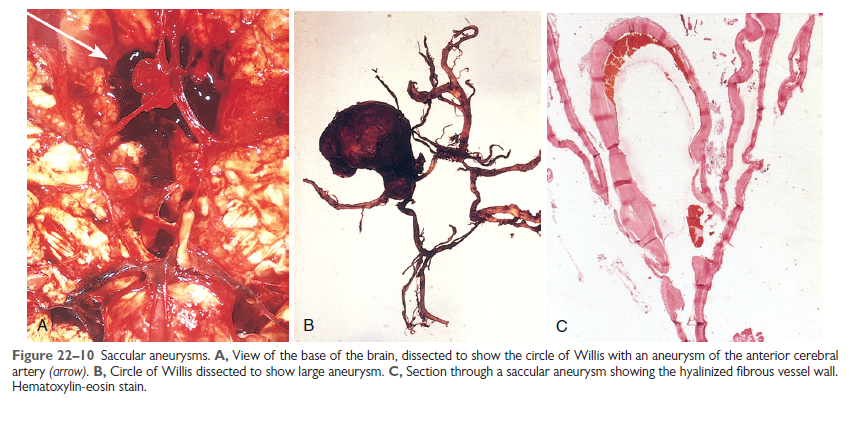 A
B
C
Figure 22–10 Saccular aneurysms. A, View of the base of the brain, dissected to show the circle of Willis with an aneurysm of the anterior cerebral
artery (arrow). B, Circle of Willis dissected to show large aneurysm. C, Section through a saccular aneurysm showing the hyalinized fibrous vessel wall.
Hematoxylin-eosin stain.